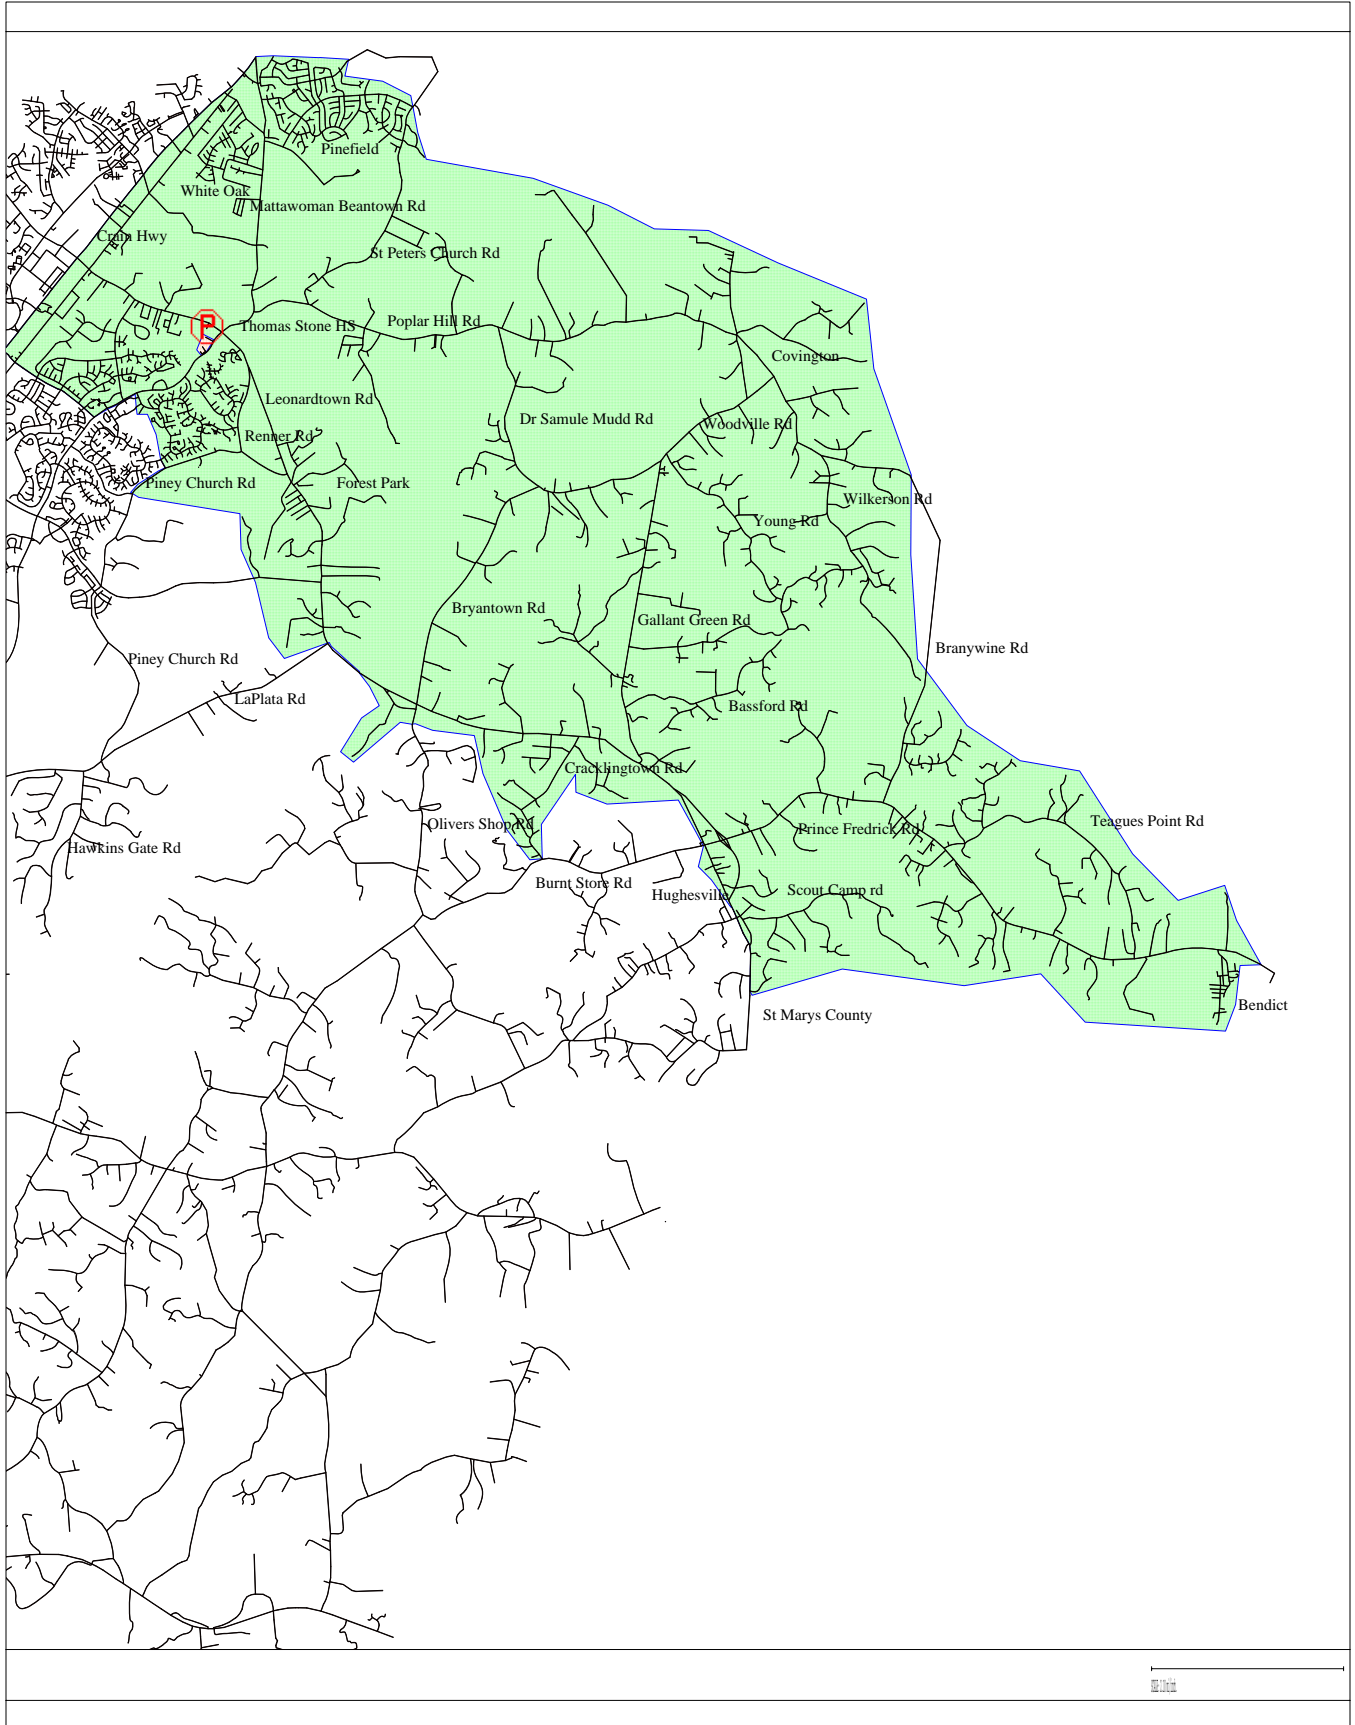 Pinefield
White Oak
Mattawoman Beantown Rd
Crain Hwy
St Peters Church Rd
P
Thomas Stone HS
Poplar Hill Rd
Covington
Leonardtown Rd
Dr Samule Mudd Rd
Woodville Rd
Renner Rd
Piney Church Rd
Forest Park
Wilkerson Rd
Young Rd
Bryantown Rd
Gallant Green Rd
Branywine Rd
Piney Church Rd
LaPlata Rd
Bassford Rd
Cracklingtown Rd
Olivers Shop Rd
Prince Fredrick Rd
Teagues Point Rd
Hawkins Gate Rd
Burnt Store Rd
Hughesville
Scout Camp rd
Bendict
St Marys County